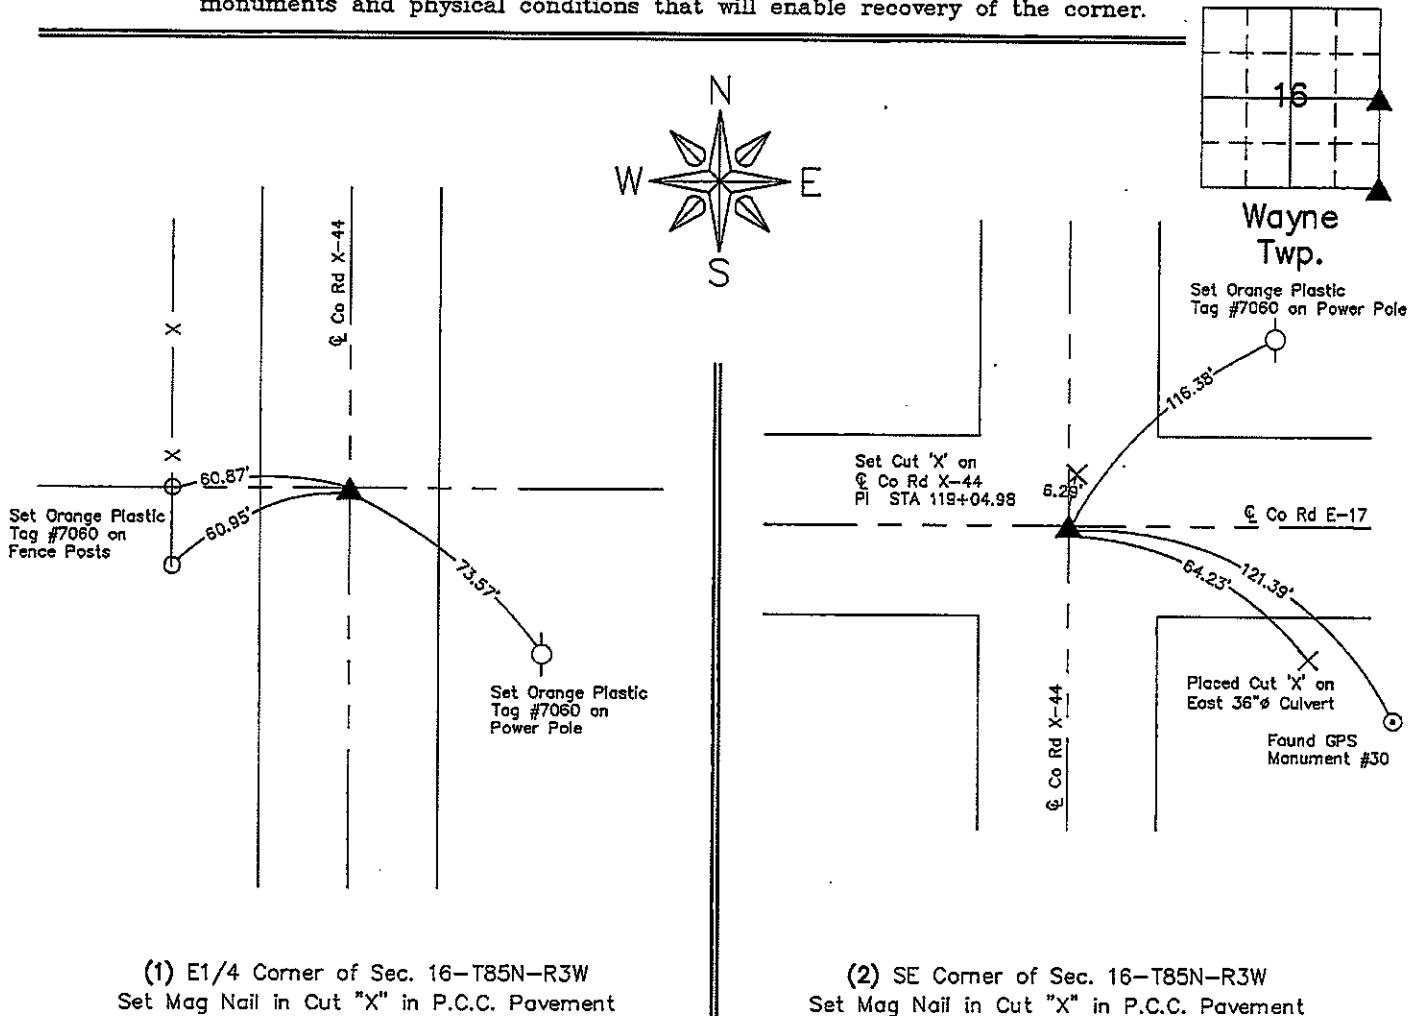 monuments and physical conditions that will enable recovery of the corner.
16
Wayne
Twp.
N
W
E
S
℄ Co Rd X-44
X
X
60.87'
60.95'
73.57'
Set Orange Plastic
Tag #7060 on
Fence Posts
Set Orange Plastic
Tag #7060 on
Power Pole
(1) E1/4 Corner of Sec. 16-T85N-R3W
Set Mag Nail in Cut "X" in P.C.C. Pavement
Set Orange Plastic
Tag #7060 on Power Pole
116.38'
Set Cut 'X' on
℄ Co Rd X-44
PI STA 119+04.98
6.29'
℄ Co Rd E-17
64.23'
121.39'
℄ Co Rd X-44
Placed Cut 'X' on
East 36"ø Culvert
Found GPS
Monument #30
(2) SE Corner of Sec. 16-T85N-R3W
Set Mag Nail in Cut "X" in P.C.C. Pavement